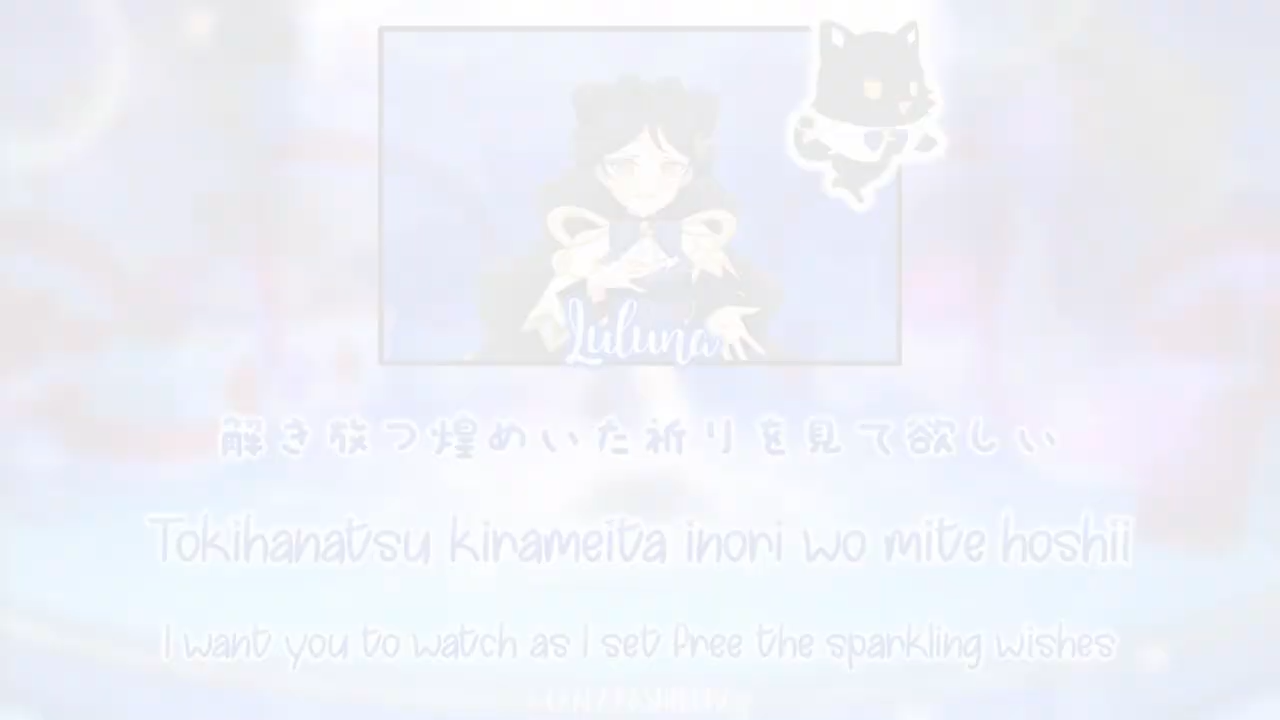 Luluna
解き放つ煌めいた祈りを見て欲しい
Tokihanatsu kirameita inori wo mite hoshii
I want you to watch as I set free the sparkling wishes